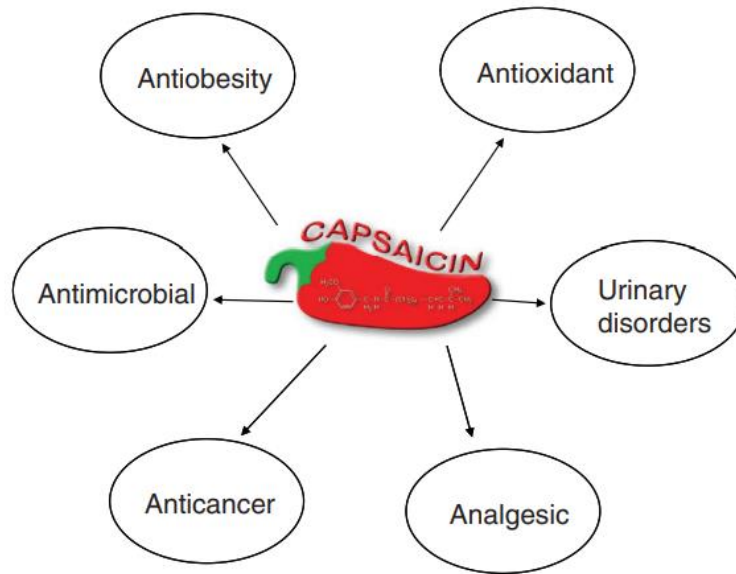 Antiobesity
Antioxidant
CAPSAICIN
Antimicrobial
Urinary
disorders
Anticancer
Analgesic